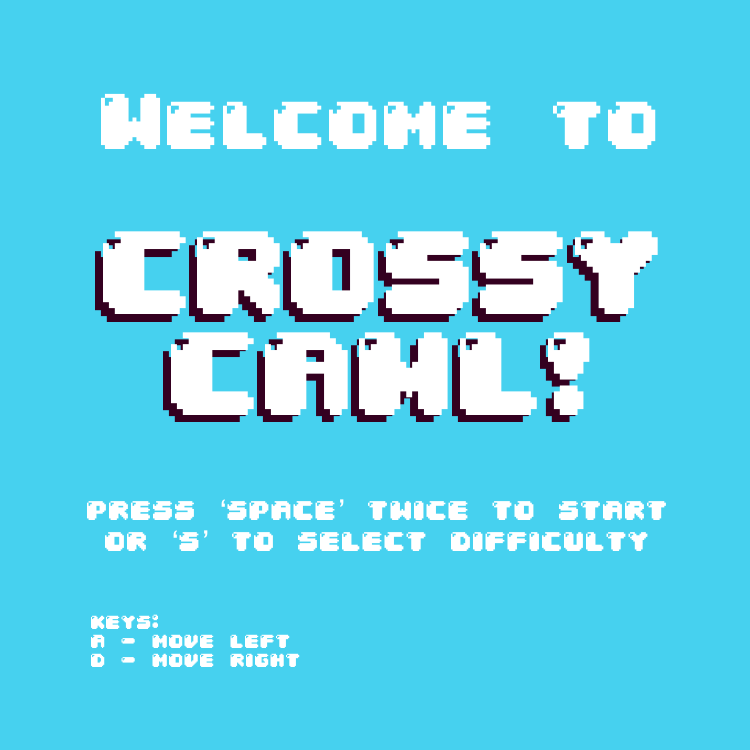 Welcome to
CROSSY
CAML!
PRESS ‘SPACE’ TWICE TO START
OR ‘S’ TO SELECT DIFFICULTY
KEYS:
A - MOVE LEFT
D - MOVE RIGHT